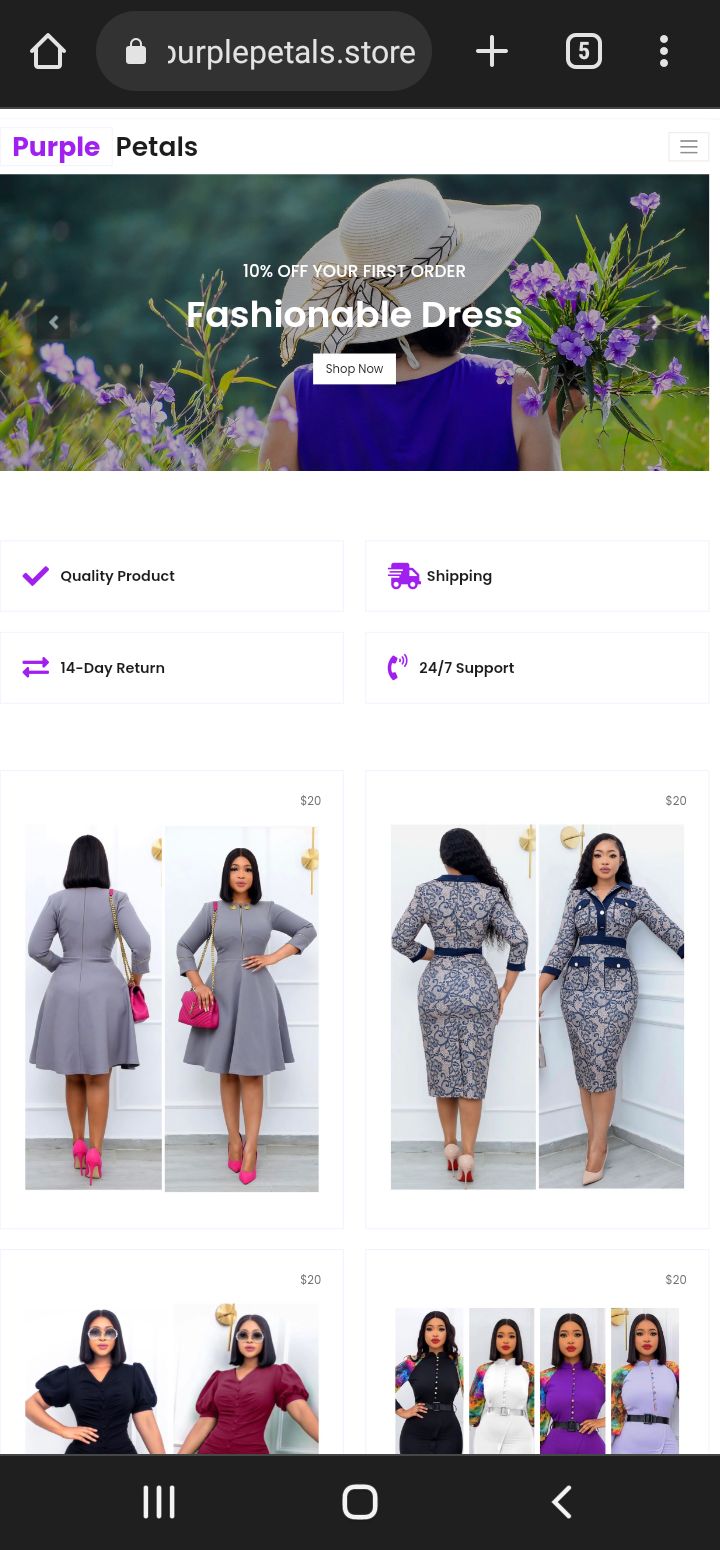 purplepetals.store
5
Purple Petals
10% OFF YOUR FIRST ORDER
Fashionable Dress
Shop Now
Quality Product
Shipping
14-Day Return
24/7 Support
$20
$20
$20
$20